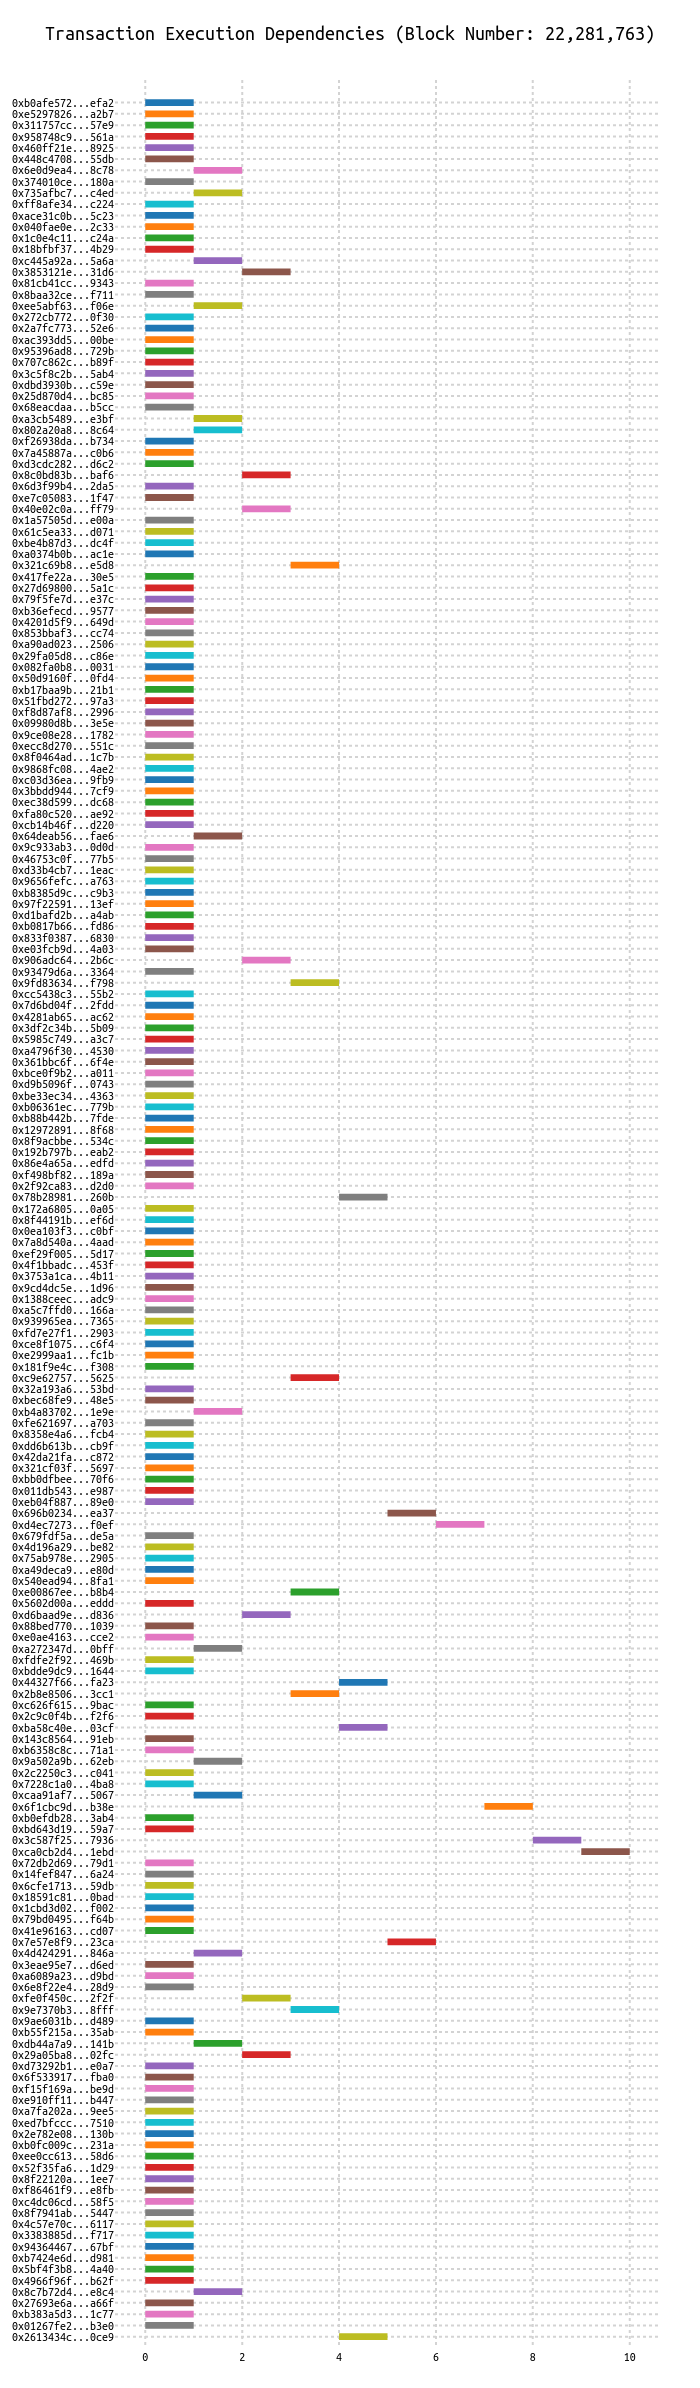 Transaction Execution Dependencies (Block Number: 22,281,763)
0xb0afe572...efa2
0xe5297826...a2b7
0x311757cc...57e9
0x958748c9...561a
0x460ff21e...8925
0x448c4708...55db
0x6e0d9ea4...8c78
0x374010ce...180a
0x735afbc7...c4ed
0xff8afe34...c224
0xace31c0b...5c23
0x040fae0e...2c33
0x1c0e4c11...c24a
0x18bfbf37...4b29
0xc445a92a...5a6a
0x3853121e...31d6
0x81cb41cc...9343
0x8baa32ce...f711
0xee5abf63...f06e
0x272cb772...0f30
0x2a7fc773...52e6
0xac393dd5...00be
0x95396ad8...729b
0x707c862c...b89f
0x3c5f8c2b...5ab4
0xdbd3930b...c59e
0x25d870d4...bc85
0x68eacdaa...b5cc
0xa3cb5489...e3bf
0x802a20a8...8c64
0xf26938da...b734
0x7a45887a...c0b6
0xd3cdc282...d6c2
0x8c0bd83b...baf6
0x6d3f99b4...2da5
0xe7c05083...1f47
0x40e02c0a...ff79
0x1a57505d...e00a
0x61c5ea33...d071
0xbe4b87d3...dc4f
0xa0374b0b...ac1e
0x321c69b8...e5d8
0x417fe22a...30e5
0x27d69800...5a1c
0x79f5fe7d...e37c
0xb36efecd...9577
0x4201d5f9...649d
0x853bbaf3...cc74
0xa90ad023...2506
0x29fa05d8...c86e
0x082fa0b8...0031
0x50d9160f...0fd4
0xb17baa9b...21b1
0x51fbd272...97a3
0xf8d87af8...2996
0x09980d8b...3e5e
0x9ce08e28...1782
0xecc8d270...551c
0x8f0464ad...1c7b
0x9868fc08...4ae2
0xc03d36ea...9fb9
0x3bbdd944...7cf9
0xec38d599...dc68
0xfa80c520...ae92
0xcb14b46f...d220
0x64deab56...fae6
0x9c933ab3...0d0d
0x46753c0f...77b5
0xd33b4cb7...1eac
0x9656fefc...a763
0xb8385d9c...c9b3
0x97f22591...13ef
0xd1bafd2b...a4ab
0xb0817b66...fd86
0x833f0387...6830
0xe03fcb9d...4a03
0x906adc64...2b6c
0x93479d6a...3364
0x9fd83634...f798
0xcc5438c3...55b2
0x7d6bd04f...2fdd
0x4281ab65...ac62
0x3df2c34b...5b09
0x5985c749...a3c7
0xa4796f30...4530
0x361bbc6f...6f4e
0xbce0f9b2...a011
0xd9b5096f...0743
0xbe33ec34...4363
0xb06361ec...779b
0xb88b442b...7fde
0x12972891...8f68
0x8f9acbbe...534c
0x192b797b...eab2
0x86e4a65a...edfd
0xf498bf82...189a
0x2f92ca83...d2d0
0x78b28981...260b
0x172a6805...0a05
0x8f44191b...ef6d
0x0ea103f3...c0bf
0x7a8d540a...4aad
0xef29f005...5d17
0x4f1bbadc...453f
0x3753a1ca...4b11
0x9cd4dc5e...1d96
0x1388ceec...adc9
0xa5c7ffd0...166a
0x939965ea...7365
0xfd7e27f1...2903
0xce8f1075...c6f4
0xe2999aa1...fc1b
0x181f9e4c...f308
0xc9e62757...5625
0x32a193a6...53bd
0xbec68fe9...48e5
0xb4a83702...1e9e
0xfe621697...a703
0x8358e4a6...fcb4
0xdd6b613b...cb9f
0x42da21fa...c872
0x321cf03f...5697
0xbb0dfbee...70f6
0x011db543...e987
0xeb04f887...89e0
0x696b0234...ea37
0xd4ec7273...f0ef
0x679fdf5a...de5a
0x4d196a29...be82
0x75ab978e...2905
0xa49deca9...e80d
0x540ead94...8fa1
0xe00867ee...b8b4
0x5602d00a...eddd
0xd6baad9e...d836
0x88bed770...1039
0xe0ae4163...cce2
0xa272347d...0bff
0xfdfe2f92...469b
0xbdde9dc9...1644
0x44327f66...fa23
0x2b8e8506...3cc1
0xc626f615...9bac
0x2c9c0f4b...f2f6
0xba58c40e...03cf
0x143c8564...91eb
0xb6358c8c...71a1
0x9a502a9b...62eb
0x2c2250c3...c041
0x7228c1a0...4ba8
0xcaa91af7...5067
0x6f1cbc9d...b38e
0xb0efdb28...3ab4
0xbd643d19...59a7
0x3c587f25...7936
0xca0cb2d4...1ebd
0x72db2d69...79d1
0x14fef847...6a24
0x6cfe1713...59db
0x18591c81...0bad
0x1cbd3d02...f002
0x79bd0495...f64b
0x41e96163...cd07
0x7e57e8f9...23ca
0x4d424291...846a
0x3eae95e7...d6ed
0xa6089a23...d9bd
0x6e8f22e4...28d9
0xfe0f450c...2f2f
0x9e7370b3...8fff
0x9ae6031b...d489
0xb55f215a...35ab
0xdb44a7a9...141b
0x29a05ba8...02fc
0xd73292b1...e0a7
0x6f533917...fba0
0xf15f169a...be9d
0xe910ff11...b447
0xa7fa202a...9ee5
0xed7bfccc...7510
0x2e782e08...130b
0xb0fc009c...231a
0xee0cc613...58d6
0x52f35fa6...1d29
0x8f22120a...1ee7
0xf86461f9...e8fb
0xc4dc06cd...58f5
0x8f7941ab...5447
0x4c57e70c...6117
0x3383885d...f717
0x94364467...67bf
0xb7424e6d...d981
0x5bf4f3b8...4a40
0x4966f96f...b62f
0x8c7b72d4...e8c4
0x27693e6a...a66f
0xb383a5d3...1c77
0x01267fe2...b3e0
0x2613434c...0ce9
0 2 4 6 8 10